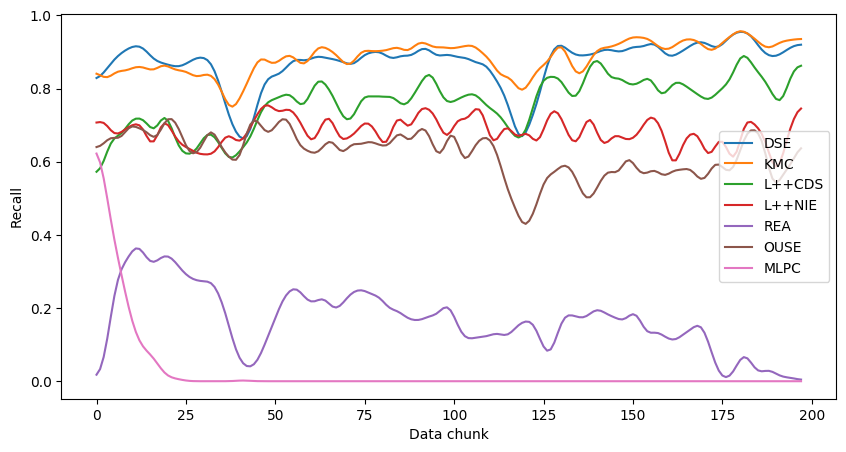 1.0
0.8
0.6
0.4
0.2
0.0
Recall
0
25
50
75
100
125
150
175
200
Data chunk
DSE
KMC
L++CDS
L++NIE
REA
OUSE
MLPC